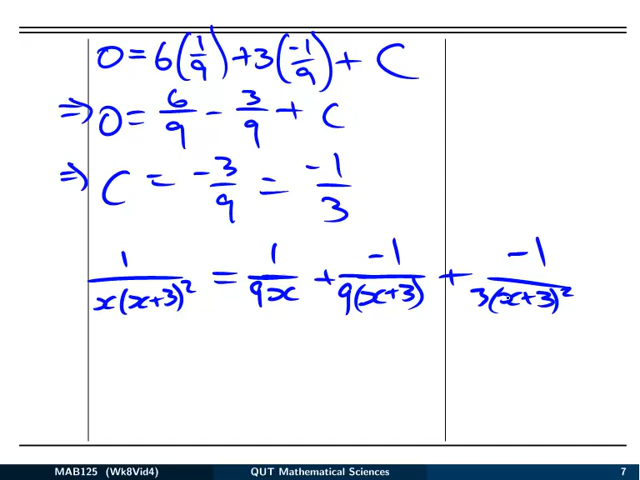 0 = 6(1/9) + 3(-1/9) + C
⇒ 0 = 6/9 - 3/9 + C
⇒ C = -3/9 = -1/3
1/(x(x+3)²) = 1/(9x) + -1/(9(x+3)) + -1/(3(x+3)²)
MAB125 (Wk8Vid4) QUT Mathematical Sciences 7